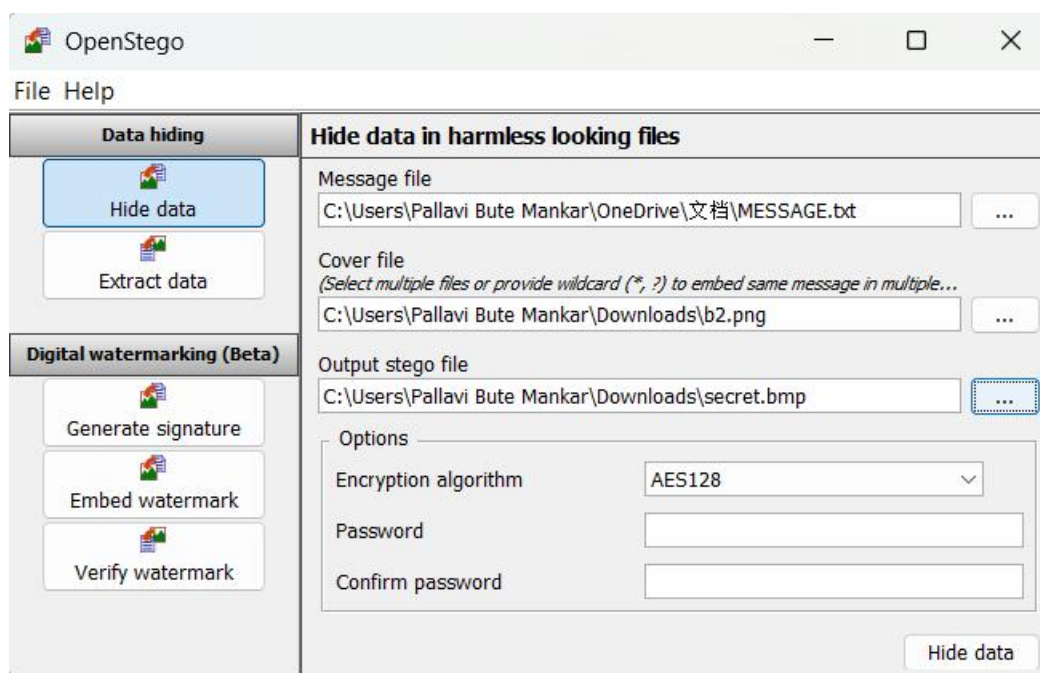 OpenStego
File Help
Data hiding
Hide data
Extract data
Digital watermarking (Beta)
Generate signature
Embed watermark
Verify watermark
Hide data in harmless looking files
Message file
C:\Users\Pallavi Bute Mankar\OneDrive\文档\MESSAGE.txt
...
Cover file
(Select multiple files or provide wildcard (*, ?) to embed same message in multiple...
C:\Users\Pallavi Bute Mankar\Downloads\b2.png
...
Output stego file
C:\Users\Pallavi Bute Mankar\Downloads\secret.bmp
...
Options
Encryption algorithm
AES128
Password
Confirm password
Hide data